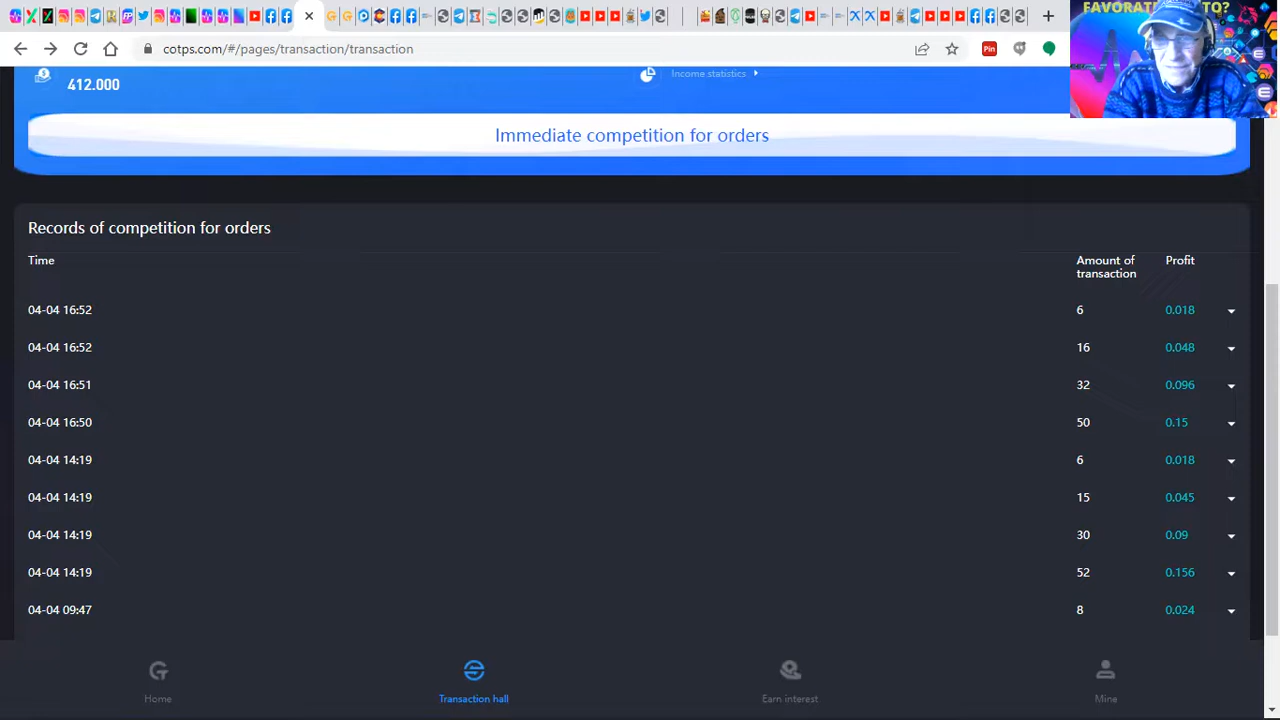 cotps.com/#/pages/transaction/transaction
Pin
FAVORATE TO?
412.000
Income statistics
Immediate competition for orders
Records of competition for orders
Time
Amount of transaction
Profit
04-04 16:52 6 0.018
04-04 16:52 16 0.048
04-04 16:51 32 0.096
04-04 16:50 50 0.15
04-04 14:19 6 0.018
04-04 14:19 15 0.045
04-04 14:19 30 0.09
04-04 14:19 52 0.156
04-04 09:47 8 0.024
Home Transaction hall Earn interest Mine